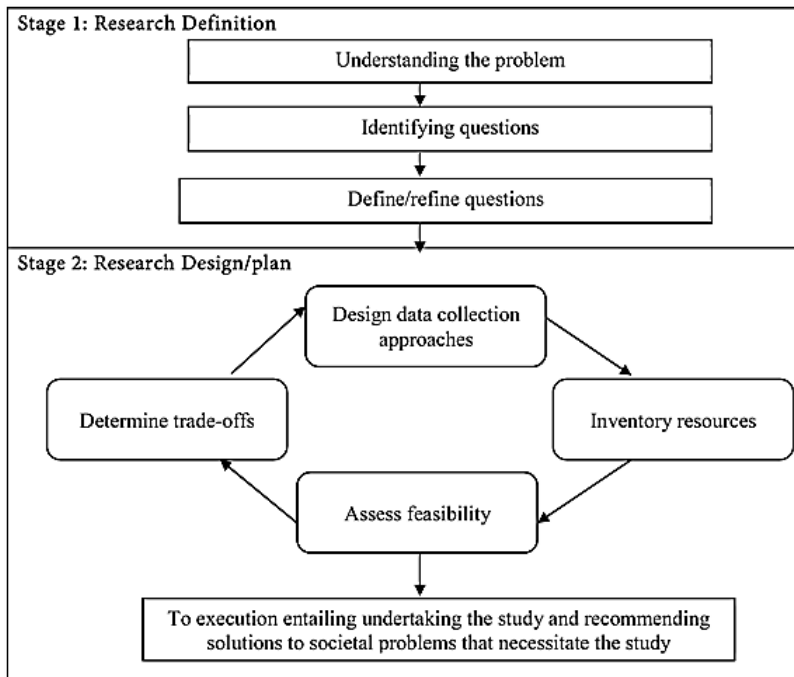 Stage 1: Research Definition
Understanding the problem
Identifying questions
Define/refine questions
Stage 2: Research Design/plan
Design data collection
approaches
Determine trade-offs
Inventory resources
Assess feasibility
To execution entailing undertaking the study and recommending
solutions to societal problems that necessitate the study